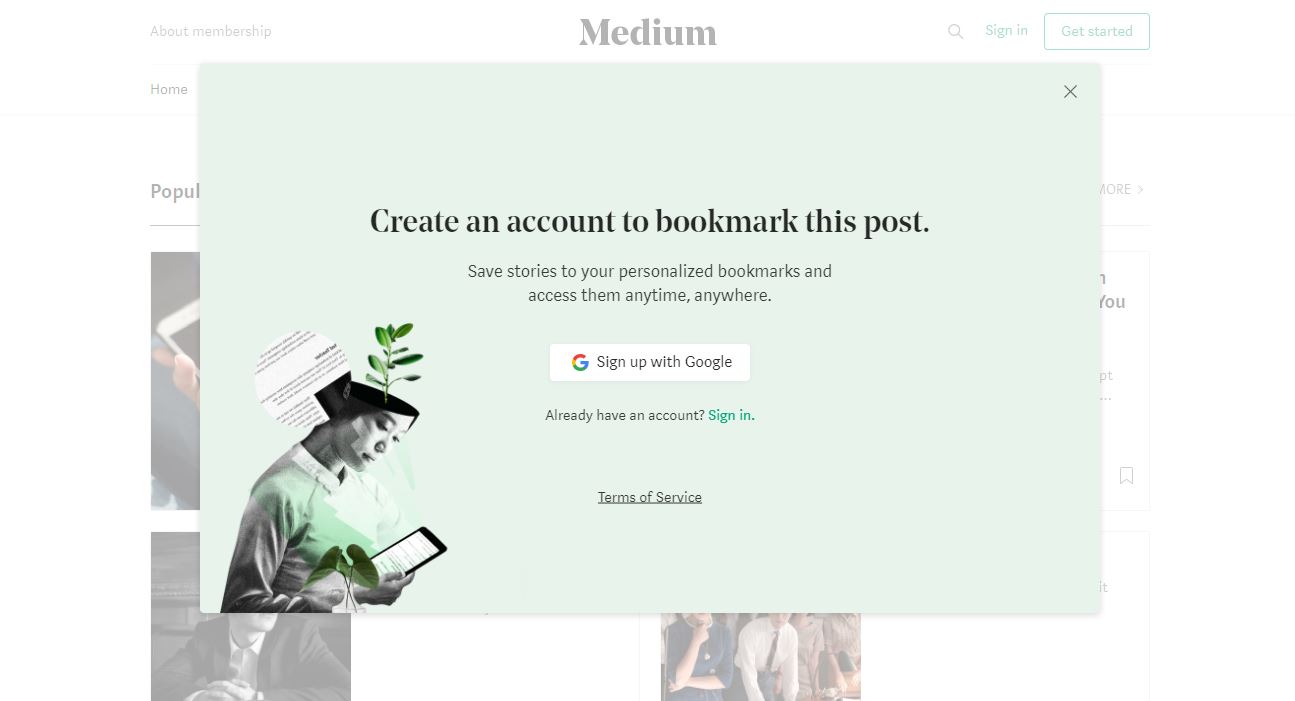 About membership
Medium
Sign in
Get started
Home
Create an account to bookmark this post.
Popul
MORE
Save stories to your personalized bookmarks and
access them anytime, anywhere.
You
Sign up with Google
Already have an account? Sign in.
Terms of Service